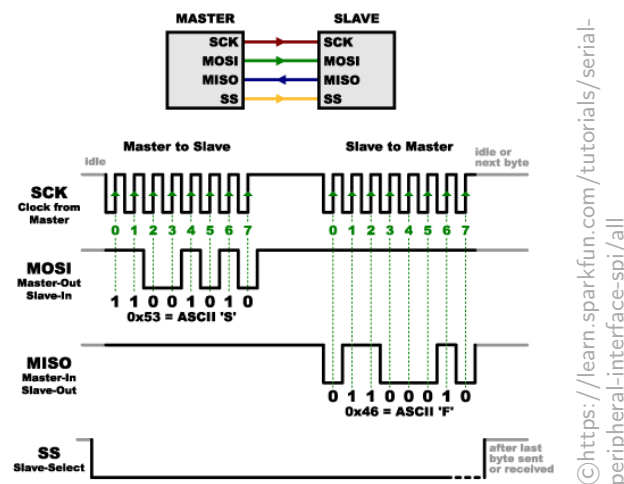 MASTER
SLAVE
SCK
SCK
MOSI
MOSI
MISO
MISO
SS
SS
Master to Slave
Slave to Master
idle
idle or
next byte
SCK
Clock from
Master
0 1 2 3 4 5 6 7
0 1 2 3 4 5 6 7
MOSI
Master-Out
Slave-In
1 1 0 0 1 0 1 0
0x53 = ASCII 'S'
MISO
Master-In
Slave-Out
0 1 1 0 0 0 1 0
0x46 = ASCII 'F'
SS
Slave-Select
after last
byte sent
or received
©https://learn.sparkfun.com/tutorials/serial-
peripheral-interface-spi/all